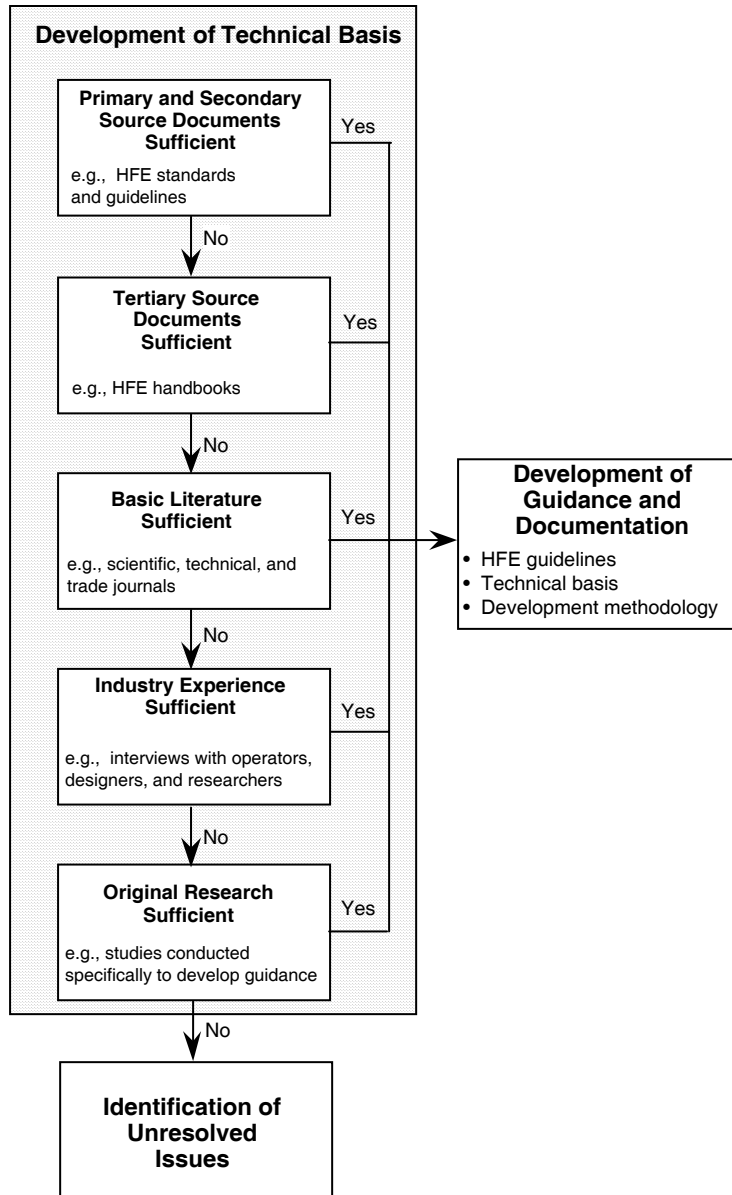 Development of Technical Basis
Primary and Secondary
Source Documents
Sufficient
e.g., HFE standards
and guidelines
Yes
No
Tertiary Source
Documents
Sufficient
e.g., HFE handbooks
Yes
No
Basic Literature
Sufficient
e.g., scientific, technical, and
trade journals
Yes
No
Industry Experience
Sufficient
e.g., interviews with operators,
designers, and researchers
Yes
No
Original Research
Sufficient
e.g., studies conducted
specifically to develop guidance
Yes
No
Identification of
Unresolved
Issues
Development of
Guidance and
Documentation
• HFE guidelines
• Technical basis
• Development methodology